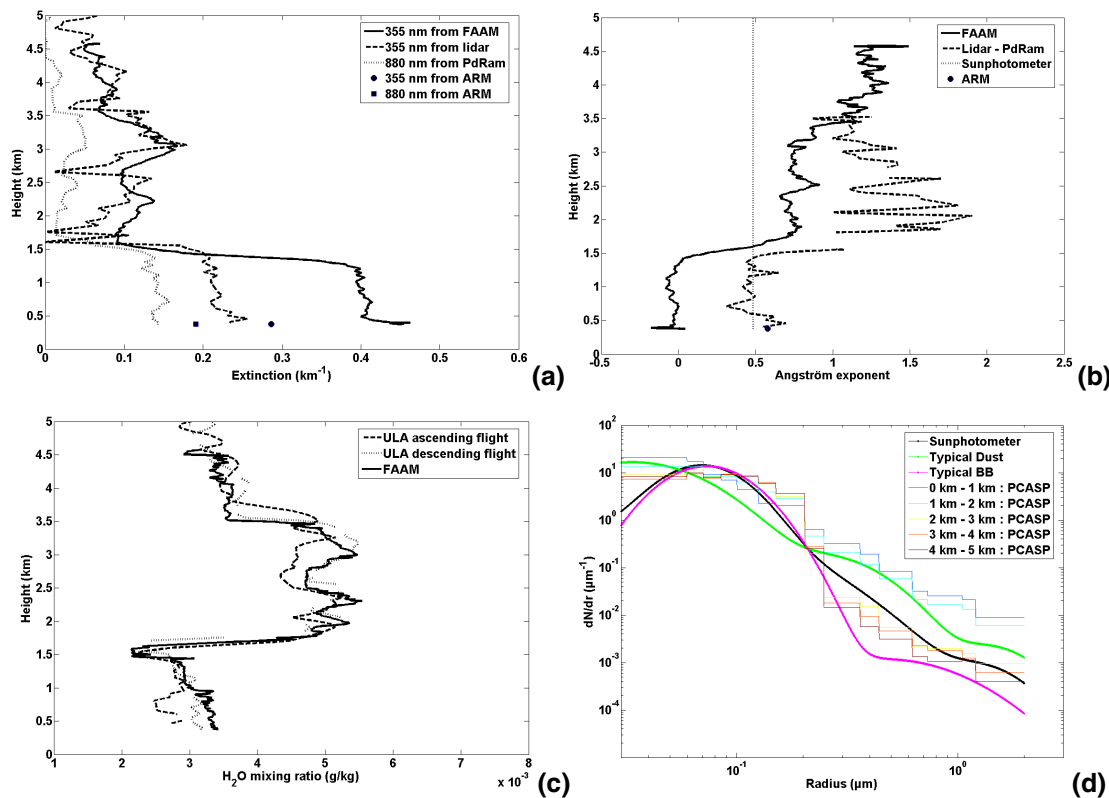 5
4.5
4
3.5
3
2.5
2
1.5
1
0.5
0
Height (km)
0
0.1
0.2
0.3
0.4
0.5
0.6
Extinction (km⁻¹)
355 nm from FAAM
355 nm from lidar
880 nm from PdRam
355 nm from ARM
880 nm from ARM
(a)
5
4.5
4
3.5
3
2.5
2
1.5
1
0.5
0
Height (km)
-0.5
0
0.5
1
1.5
2
2.5
Angström exponent
FAAM
Lidar - PdRam
Sunphotometer
ARM
(b)
5
4.5
4
3.5
3
2.5
2
1.5
1
0.5
0
Height (km)
1
2
3
4
5
6
7
8
x 10⁻³
H₂O mixing ratio (g/kg)
ULA ascending flight
ULA descending flight
FAAM
(c)
10²
10¹
10⁰
10⁻¹
10⁻²
10⁻³
10⁻⁴
dN/dr (µm⁻¹)
10⁻¹
10⁰
Radius (µm)
Sunphotometer
Typical Dust
Typical BB
0 km - 1 km : PCASP
1 km - 2 km : PCASP
2 km - 3 km : PCASP
3 km - 4 km : PCASP
4 km - 5 km : PCASP
(d)